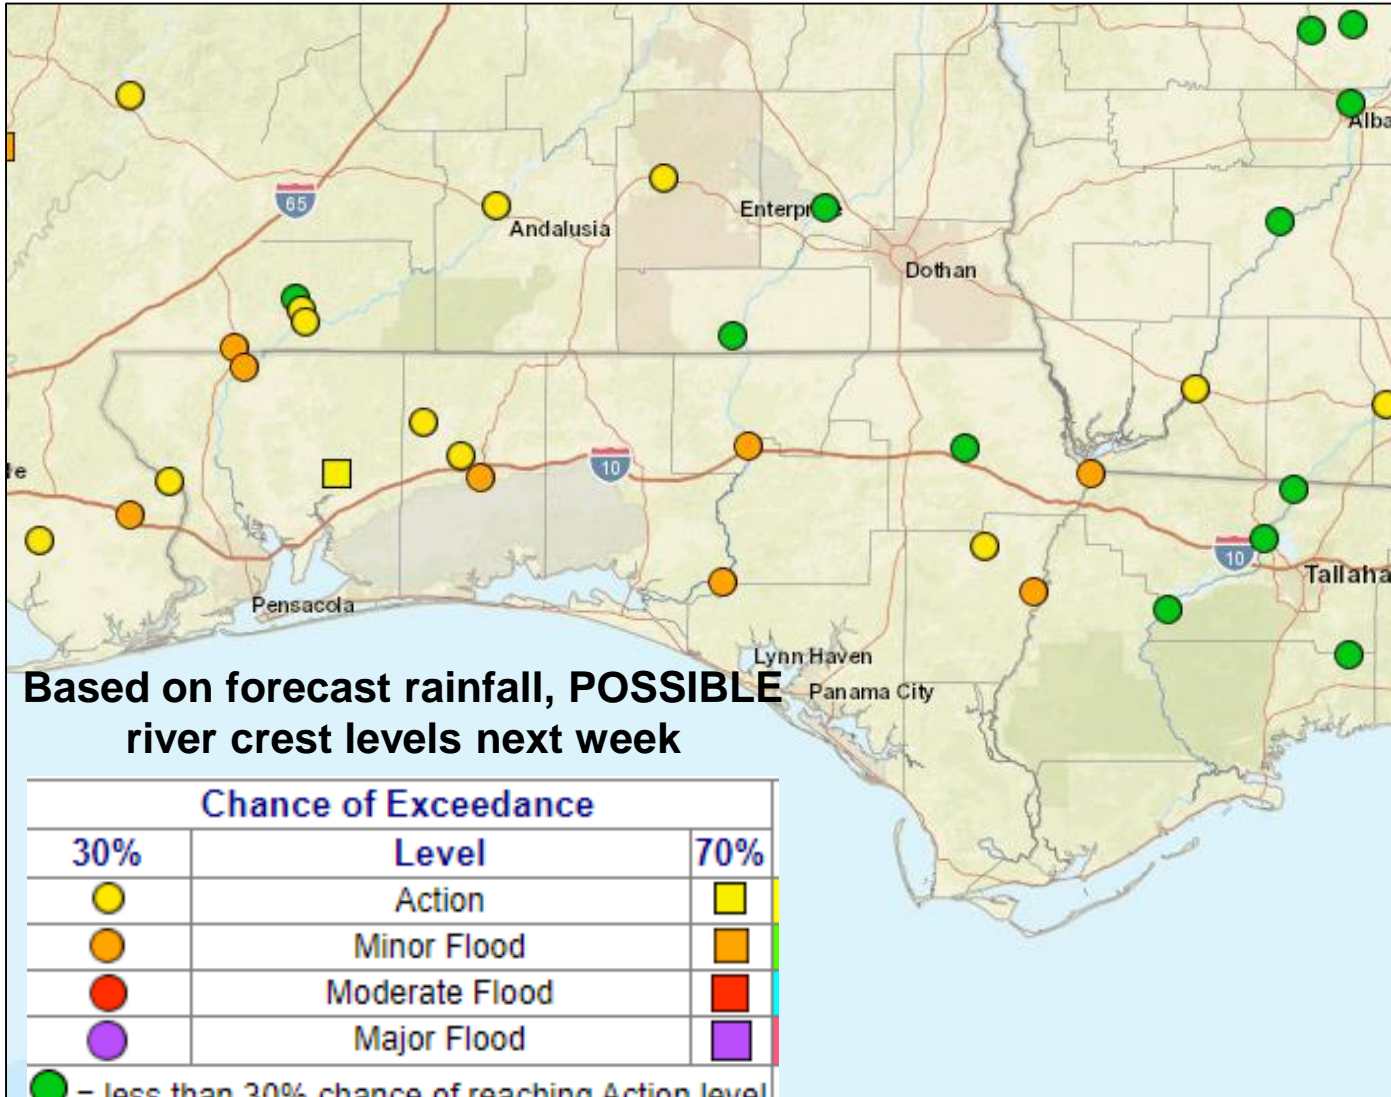 Alba
65
Enterpr e
Andalusia
Dothan
le
10
10
Tallaha
Pensacola
Lynn Haven
Panama City
Based on forecast rainfall, POSSIBLE
river crest levels next week
Chance of Exceedance
30% Level 70%
Action
Minor Flood
Moderate Flood
Major Flood
= less than 30% chance of reaching Action level